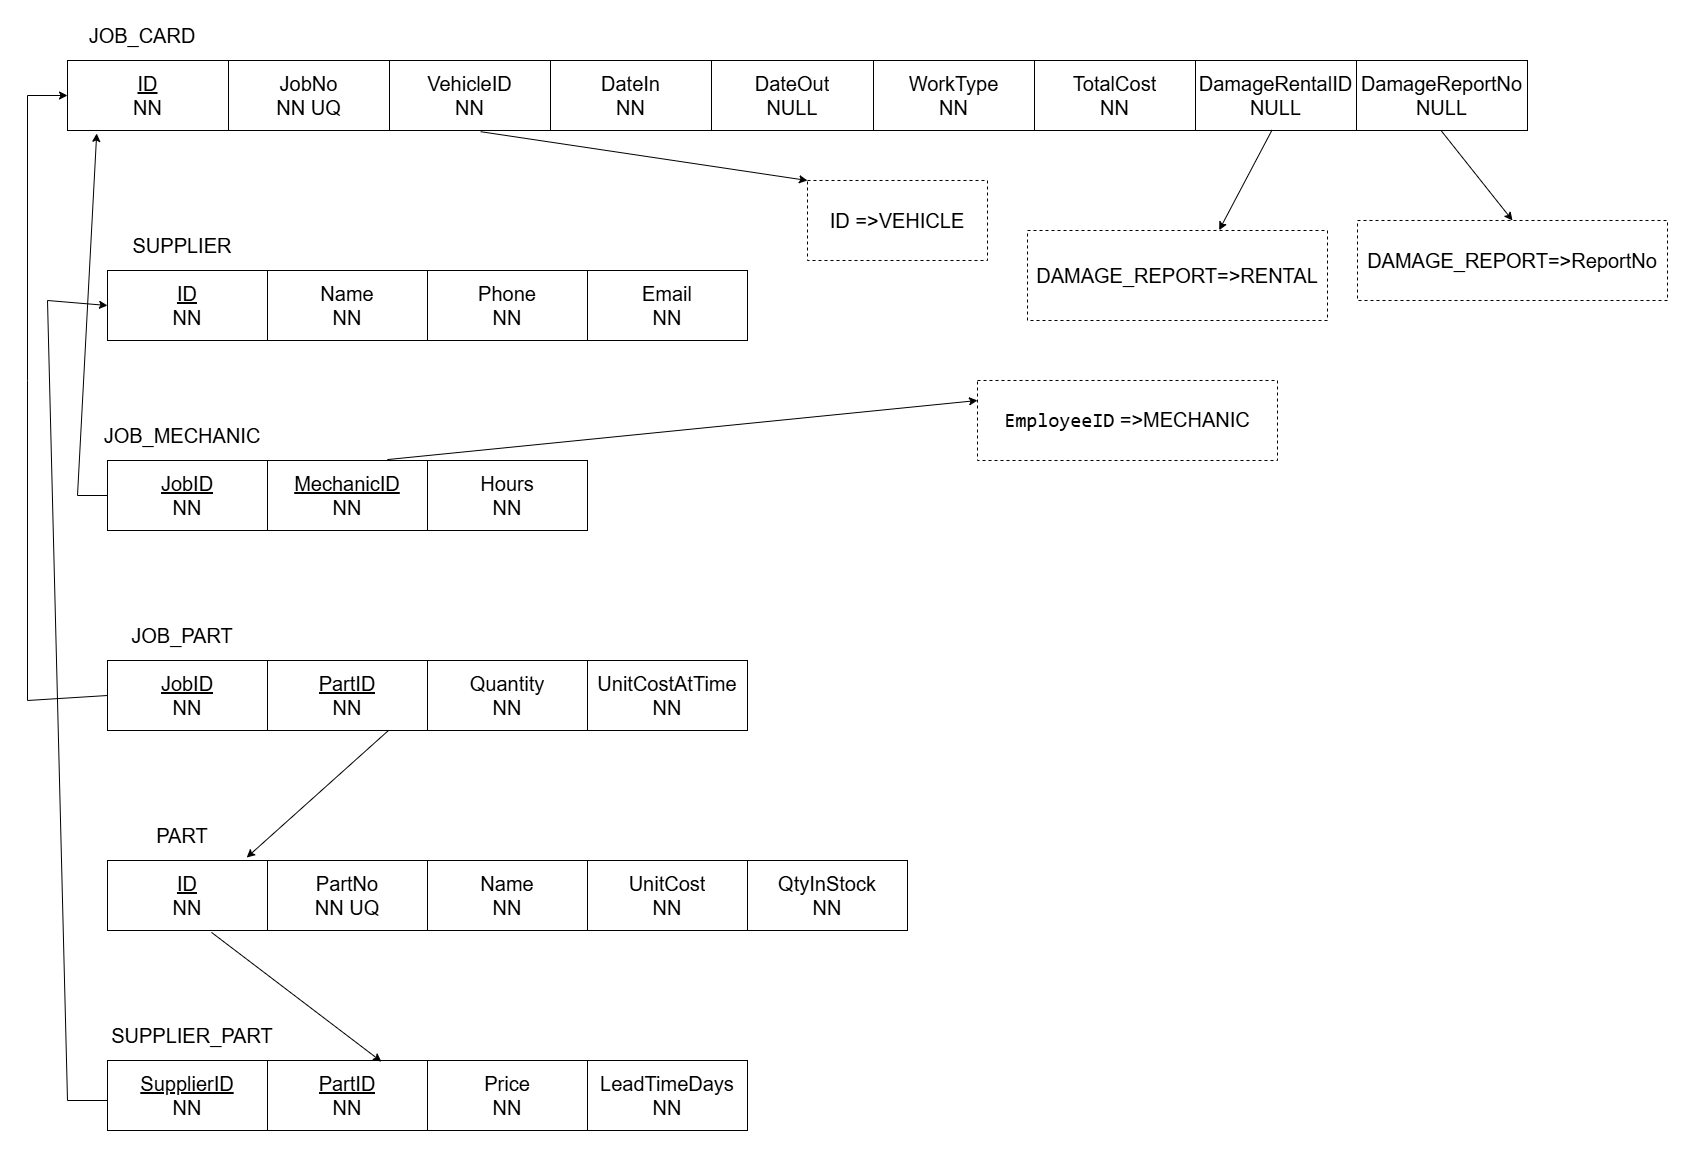 JOB_CARD
ID
NN
JobNo
NN UQ
VehicleID
NN
DateIn
NN
DateOut
NULL
WorkType
NN
TotalCost
NN
DamageRentalID
NULL
DamageReportNo
NULL
ID =>VEHICLE
DAMAGE_REPORT=>RENTAL
DAMAGE_REPORT=>ReportNo
SUPPLIER
ID
NN
Name
NN
Phone
NN
Email
NN
EmployeeID =>MECHANIC
JOB_MECHANIC
JobID
NN
MechanicID
NN
Hours
NN
JOB_PART
JobID
NN
PartID
NN
Quantity
NN
UnitCostAtTime
NN
PART
ID
NN
PartNo
NN UQ
Name
NN
UnitCost
NN
QtyInStock
NN
SUPPLIER_PART
SupplierID
NN
PartID
NN
Price
NN
LeadTimeDays
NN